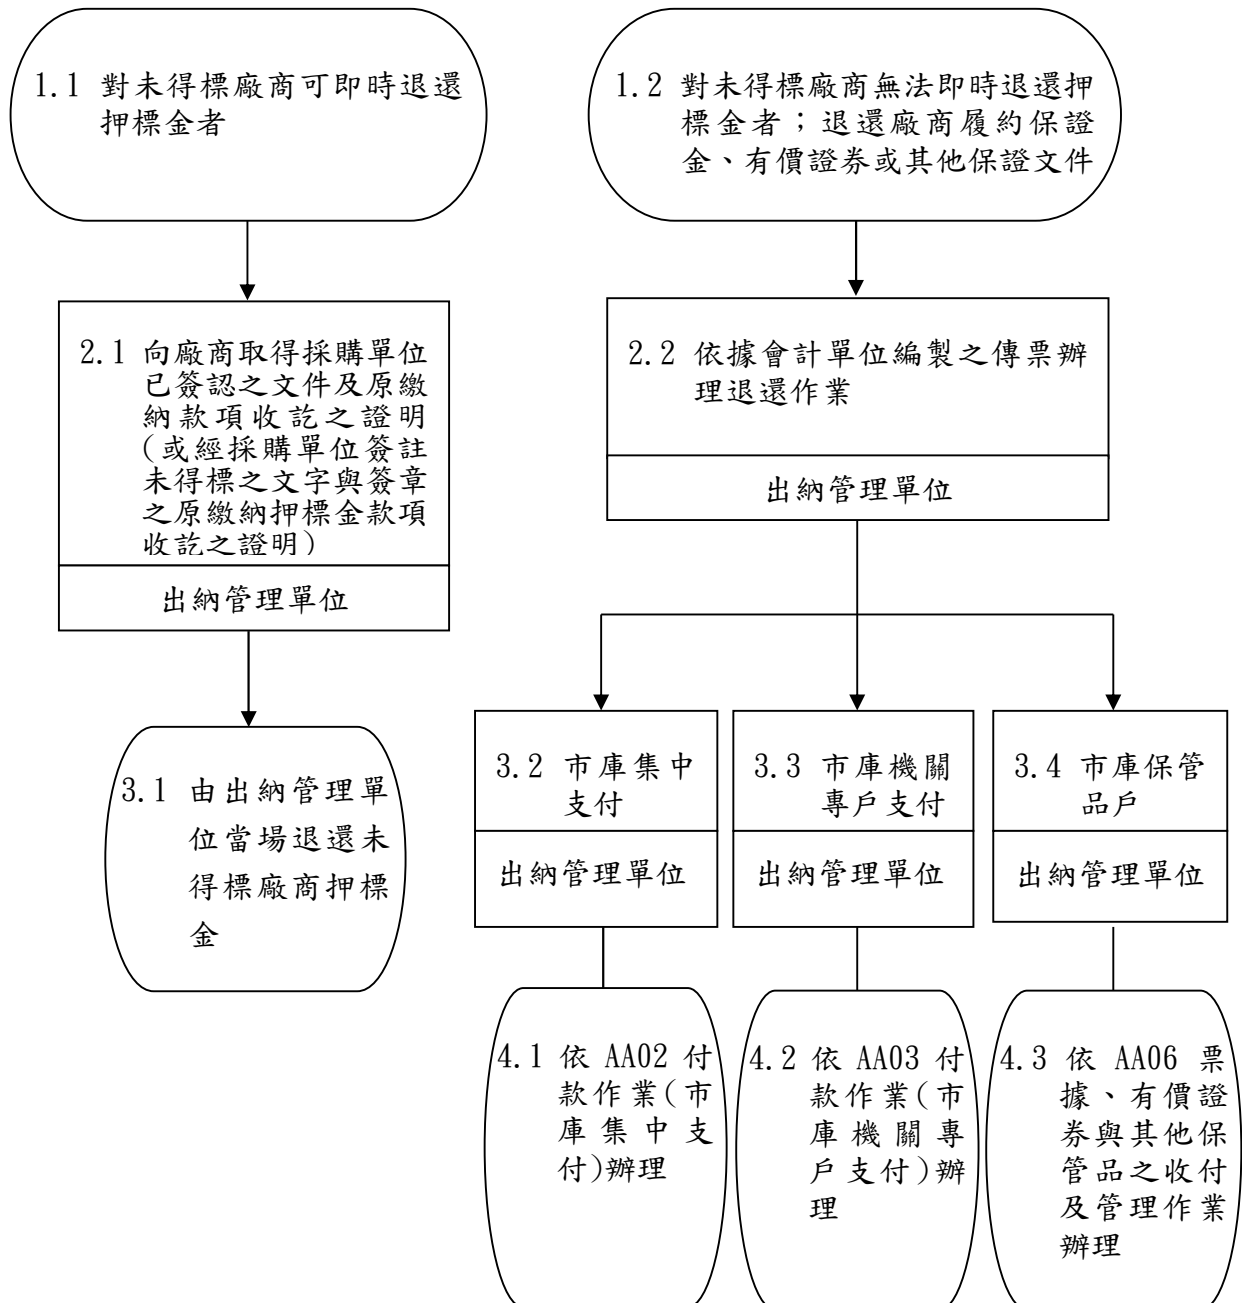 1.1 對未得標廠商可即時退還
押標金者
1.2 對未得標廠商無法即時退還押
標金者；退還廠商履約保證
金、有價證券或其他保證文件
2.1 向廠商取得採購單位
已簽認之文件及原繳
納款項收訖之證明
(或經採購單位簽註
未得標之文字與簽章
之原繳納押標金款項
收訖之證明)
出納管理單位
2.2 依據會計單位編製之傳票辦
理退還作業
出納管理單位
3.1 由出納管理單
位當場退還未
得標廠商押標
金
3.2 市庫集中
支付
出納管理單位
3.3 市庫機關
專戶支付
出納管理單位
3.4 市庫保管
品戶
出納管理單位
4.1 依 AA02 付
款作業(市
庫集中支
付)辦理
4.2 依 AA03 付
款作業(市
庫機關專
戶支付)辦
理
4.3 依 AA06 票
據、有價證
券與其他保
管品之收付
及管理作業
辦理